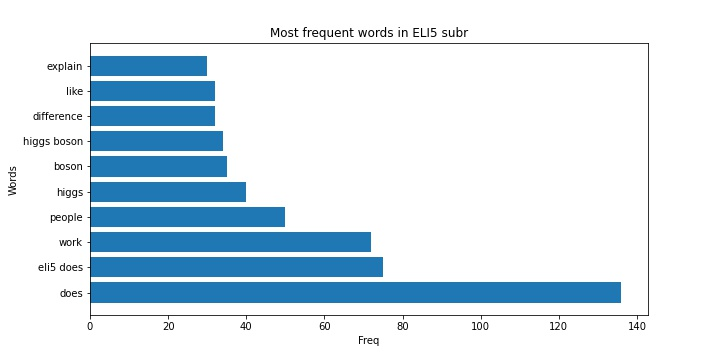 Most frequent words in ELI5 subr
explain
like
difference
higgs boson
boson
higgs
people
work
eli5 does
does
Words
0 20 40 60 80 100 120 140
Freq